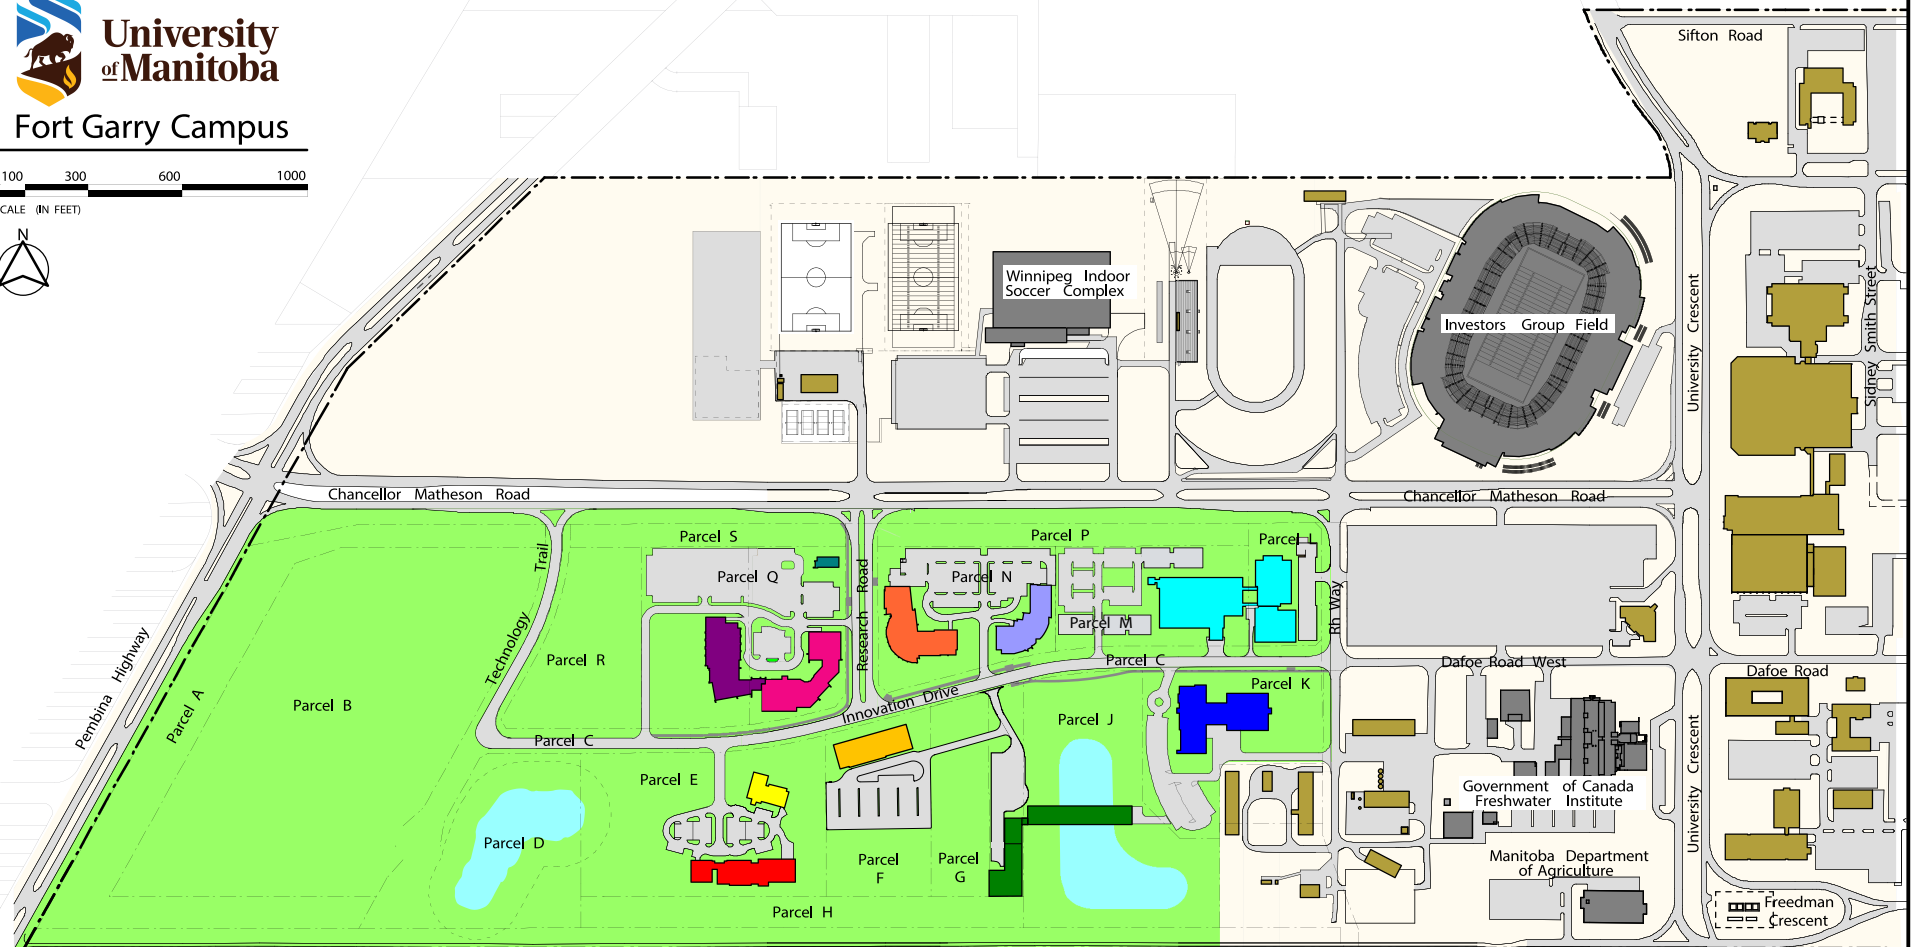 University
of Manitoba
Fort Garry Campus
100 300 600 1000
CALE (IN FEET)
N
Sifton Road
Winnipeg Indoor
Soccer Complex
Investors Group Field
University Crescent
Sidney Smith Street
Chancellor Matheson Road
Chancellor Matheson Road
Parcel S
Parcel P
Parcel L
Parcel Q
Parcel N
Parcel M
Technology Trail
Research Road
Rh Way
Parcel R
Parcel C
Dafoe Road West
Dafoe Road
Parcel K
Pembina Highway
Parcel A
Parcel B
Innovation Drive
Parcel J
Parcel C
Parcel E
University Crescent
Government of Canada
Freshwater Institute
Parcel D
Parcel
F
Parcel
G
Manitoba Department
of Agriculture
Parcel H
Freedman
Crescent